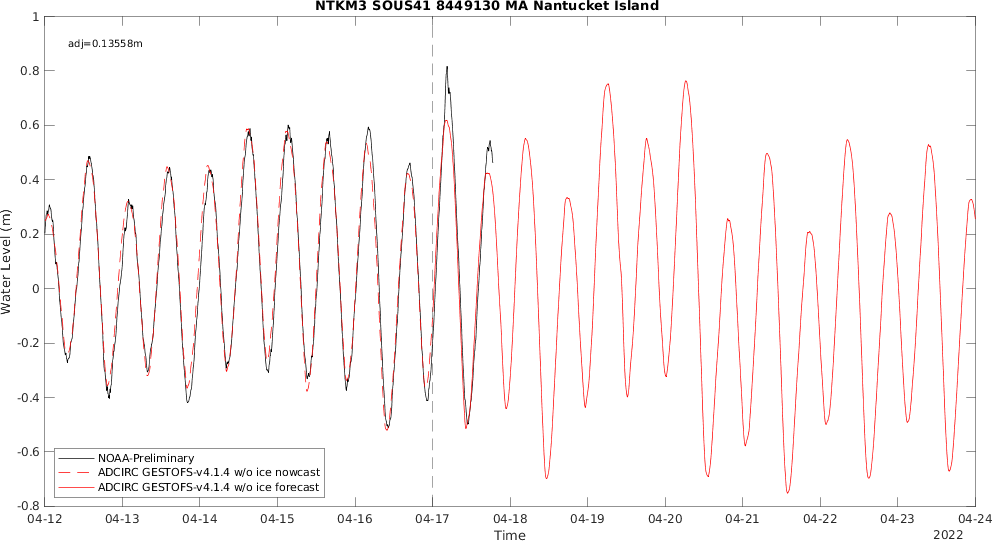 NTKM3 SOUS41 8449130 MA Nantucket Island
adj=0.13558m
1
0.8
0.6
0.4
0.2
0
-0.2
-0.4
-0.6
-0.8
Water Level (m)
NOAA-Preliminary
ADCIRC GESTOFS-v4.1.4 w/o ice nowcast
ADCIRC GESTOFS-v4.1.4 w/o ice forecast
04-12 04-13 04-14 04-15 04-16 04-17 04-18 04-19 04-20 04-21 04-22 04-23 04-24
Time
2022